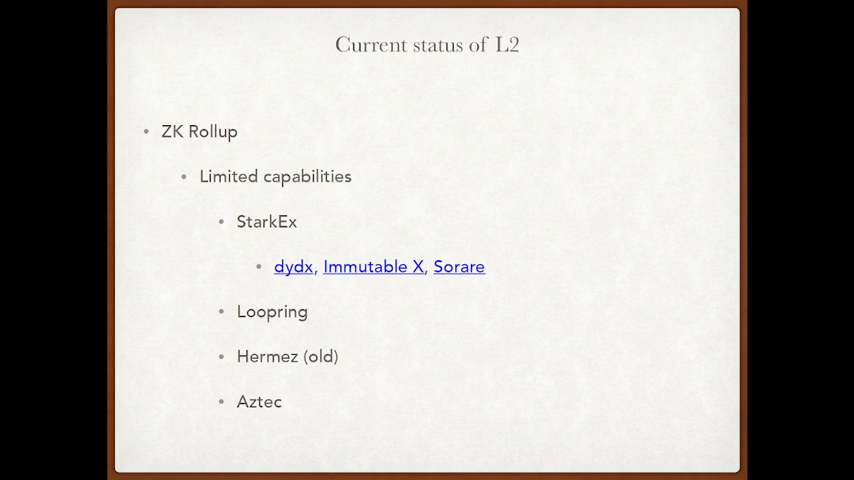 Current status of L2
• ZK Rollup
• Limited capabilities
• StarkEx
• dydx, Immutable X, Sorare
• Loopring
• Hermez (old)
• Aztec